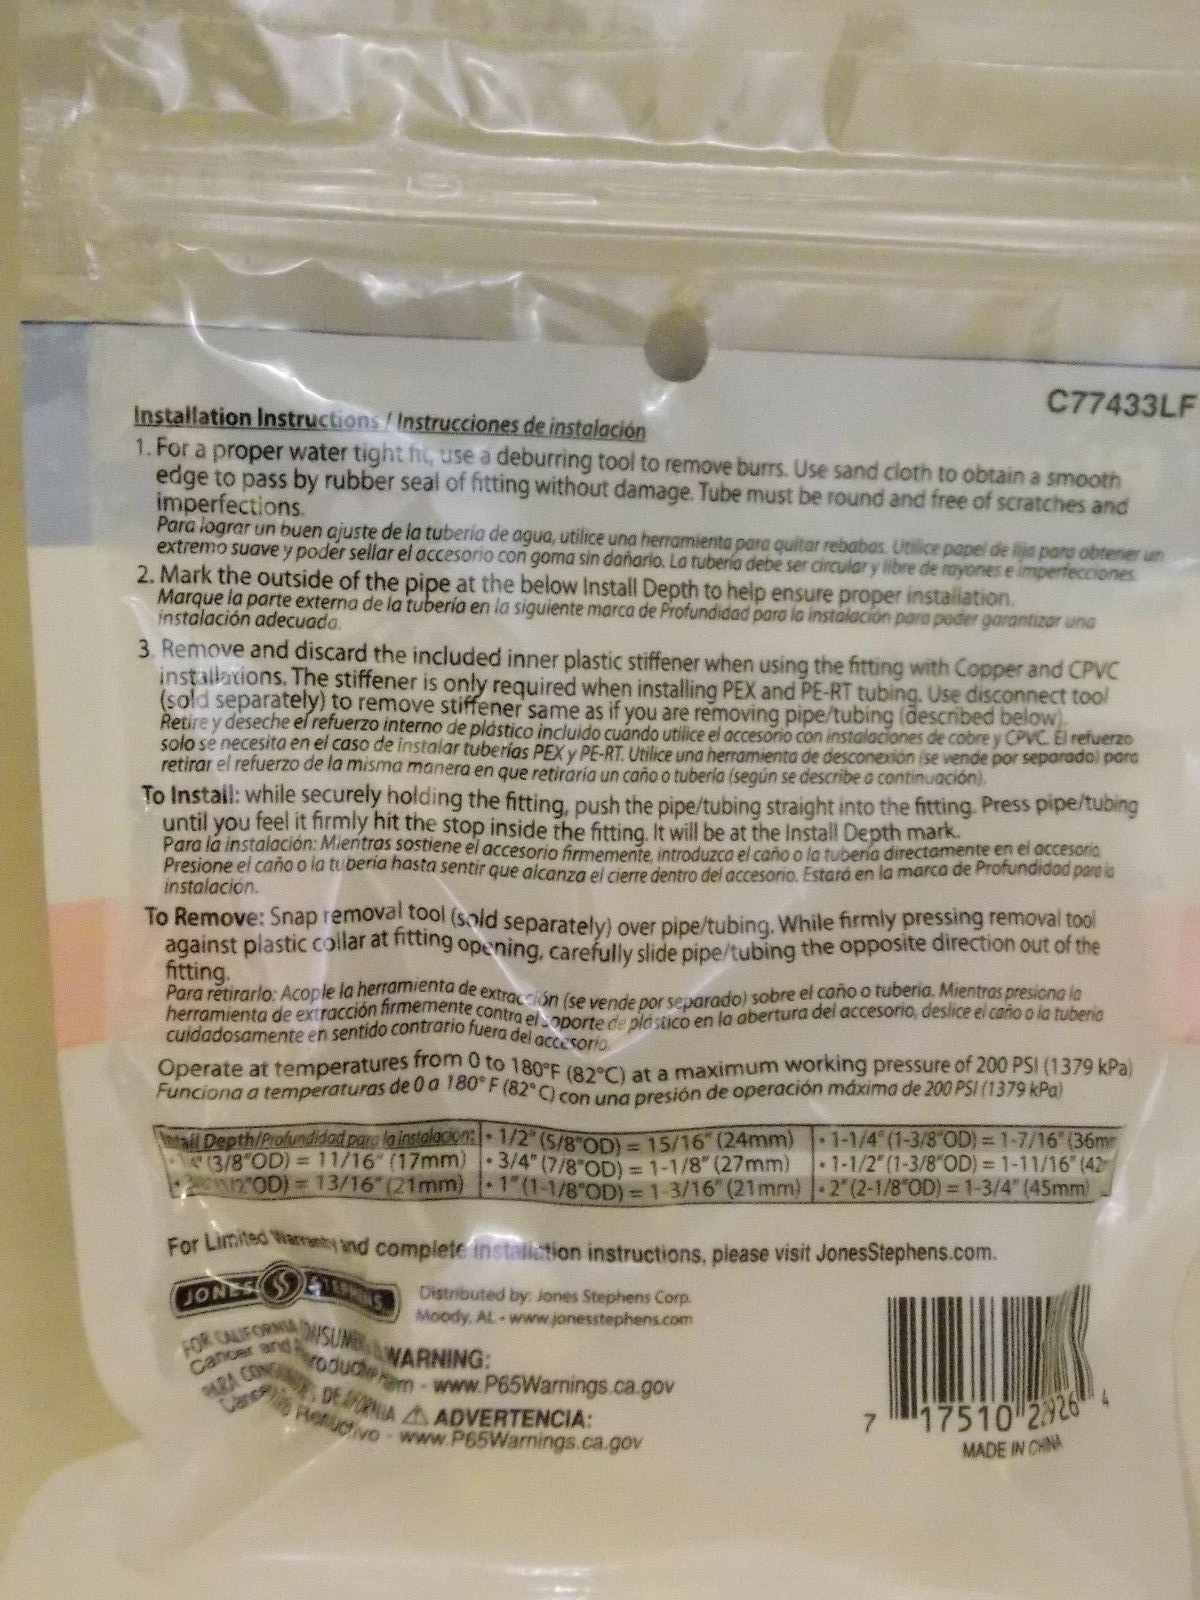 C77433LF
Installation Instructions / Instrucciones de instalación
1. For a proper water tight fit, use a deburring tool to remove burrs. Use sand cloth to obtain a smooth
edge to pass by rubber seal of fitting without damage. Tube must be round and free of scratches and
imperfections.
Para lograr un buen ajuste de la tubería de agua, utilice una herramienta para quitar rebabas. Utilice papel de lija para obtener un
extremo suave y poder sellar el accesorio con goma sin dañarlo. La tubería debe ser circular y libre de rayones e imperfecciones.
2. Mark the outside of the pipe at the below Install Depth to help ensure proper installation.
Marque la parte externa de la tubería en la siguiente marca de Profundidad para la instalación para poder garantizar una
instalación adecuada.
3. Remove and discard the included inner plastic stiffener when using the fitting with Copper and CPVC
installations. The stiffener is only required when installing PEX and PE-RT tubing. Use disconnect tool
(sold separately) to remove stiffener same as if you are removing pipe/tubing (described below).
Retire y deseche el refuerzo interno de plástico incluido cuando utilice el accesorio con instalaciones de cobre y CPVC. El refuerzo
solo se necesita en el caso de instalar tuberías PEX y PE-RT. Utilice una herramienta de desconexión (se vende por separado) para
retirar el refuerzo de la misma manera en que retiraría un caño o tubería (según se describe a continuación).
To Install: while securely holding the fitting, push the pipe/tubing straight into the fitting. Press pipe/tubing
until you feel it firmly hit the stop inside the fitting. It will be at the Install Depth mark.
Para la instalación: Mientras sostiene el accesorio firmemente, introduzca el caño o la tubería directamente en el accesorio.
Presione el caño o la tubería hasta sentir que alcanza el cierre dentro del accesorio. Estará en la marca de Profundidad para la
instalación.
To Remove: Snap removal tool (sold separately) over pipe/tubing. While firmly pressing removal tool
against plastic collar at fitting opening, carefully slide pipe/tubing the opposite direction out of the
fitting.
Para retirarlo: Acople la herramienta de extracción (se vende por separado) sobre el caño o tubería. Mientras presiona la
herramienta de extracción firmemente contra el soporte de plástico en la abertura del accesorio, deslice el caño o la tubería
cuidadosamente en sentido contrario fuera del accesorio.
Operate at temperatures from 0 to 180°F (82°C) at a maximum working pressure of 200 PSI (1379 kPa)
Funciona a temperaturas de 0 a 180° F (82° C) con una presión de operación máxima de 200 PSI (1379 kPa)
Install Depth/Profundidad para la instalación: • 1/2" (5/8"OD) = 15/16" (24mm) • 1-1/4" (1-3/8"OD) = 1-7/16" (36mm
• 1/4" (3/8"OD) = 11/16" (17mm) • 3/4" (7/8"OD) = 1-1/8" (27mm) • 1-1/2" (1-3/8"OD) = 1-11/16" (42
(1/2"OD) = 13/16" (21mm) • 1" (1-1/8"OD) = 1-3/16" (21mm) • 2" (2-1/8"OD) = 1-3/4" (45mm)
For Limited Warranty and complete installation instructions, please visit JonesStephens.com.
JONES S STEPHENS
Distributed by: Jones Stephens Corp.
Moody, AL • www.jonesstephens.com
FOR CALIFORNIA CONSUMERS WARNING:
Cancer and Reproductive harm - www.P65Warnings.ca.gov
PARA CONSUMIDORES DE CALIFORNIA ⚠ ADVERTENCIA:
www.P65Warnings.ca.gov
7 17510 22926 4
MADE IN CHINA